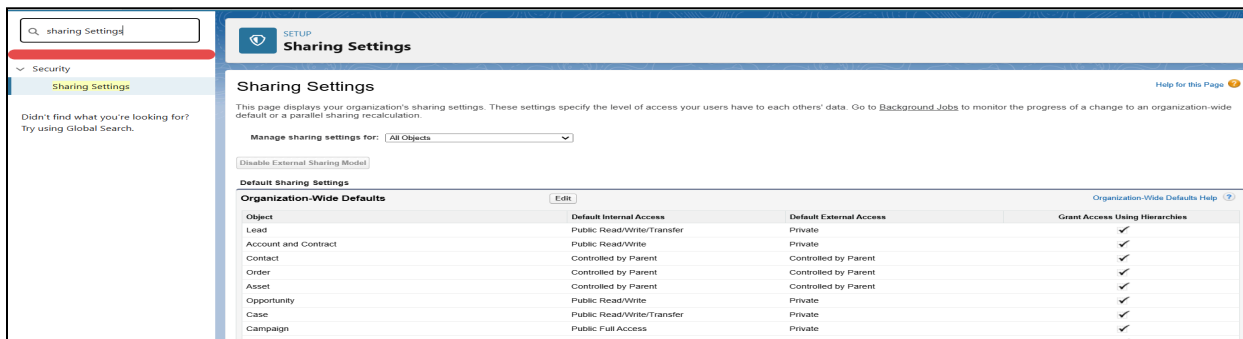 sharing Settings
Security
Sharing Settings
Didn't find what you're looking for?
Try using Global Search.
SETUP
Sharing Settings
Sharing Settings
Help for this Page
This page displays your organization's sharing settings. These settings specify the level of access your users have to each others' data. Go to Background Jobs to monitor the progress of a change to an organization-wide
default or a parallel sharing recalculation.
Manage sharing settings for: All Objects
Disable External Sharing Model
Default Sharing Settings
Organization-Wide Defaults Edit Organization-Wide Defaults Help ?
Object Default Internal Access Default External Access Grant Access Using Hierarchies
Lead Public Read/Write/Transfer Private ✓
Account and Contract Public Read/Write Private ✓
Contact Controlled by Parent Controlled by Parent ✓
Order Controlled by Parent Controlled by Parent ✓
Asset Controlled by Parent Controlled by Parent ✓
Opportunity Public Read/Write Private ✓
Case Public Read/Write/Transfer Private ✓
Campaign Public Full Access Private ✓